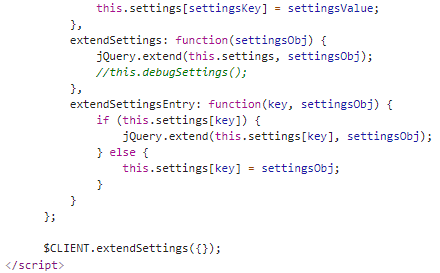 this.settings[settingsKey] = settingsValue;
},
extendSettings: function(settingsObj) {
jQuery.extend(this.settings, settingsObj);
//this.debugSettings();
},
extendSettingsEntry: function(key, settingsObj) {
if (this.settings[key]) {
jQuery.extend(this.settings[key], settingsObj);
} else {
this.settings[key] = settingsObj;
}
}
};
$CLIENT.extendSettings({});
</script>